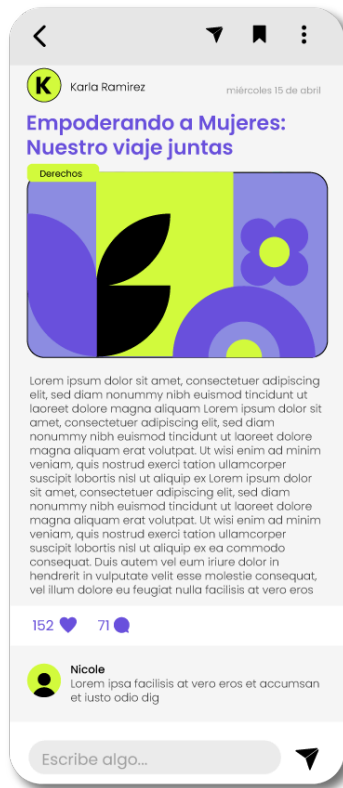 K Karla Ramirez
miércoles 15 de abril
Empoderando a Mujeres:
Nuestro viaje juntas
Derechos
Lorem ipsum dolor sit amet, consectetuer adipiscing
elit, sed diam nonummy nibh euismod tincidunt ut
laoreet dolore magna aliquam Lorem ipsum dolor sit
amet, consectetuer adipiscing elit, sed diam
nonummy nibh euismod tincidunt ut laoreet dolore
magna aliquam erat volutpat. Ut wisi enim ad minim
veniam, quis nostrud exerci tation ullamcorper
suscipit lobortis nisl ut aliquip ex Lorem ipsum dolor
sit amet, consectetuer adipiscing elit, sed diam
nonummy nibh euismod tincidunt ut laoreet dolore
magna aliquam erat volutpat. Ut wisi enim ad minim
veniam, quis nostrud exerci tation ullamcorper
suscipit lobortis nisl ut aliquip ex ea commodo
consequat. Duis autem vel eum iriure dolor in
hendrerit in vulputate velit esse molestie consequat,
vel illum dolore eu feugiat nulla facilisis at vero eros
152 71
Nicole
Lorem ipsa facilisis at vero eros et accumsan
et iusto odio dig
Escribe algo...